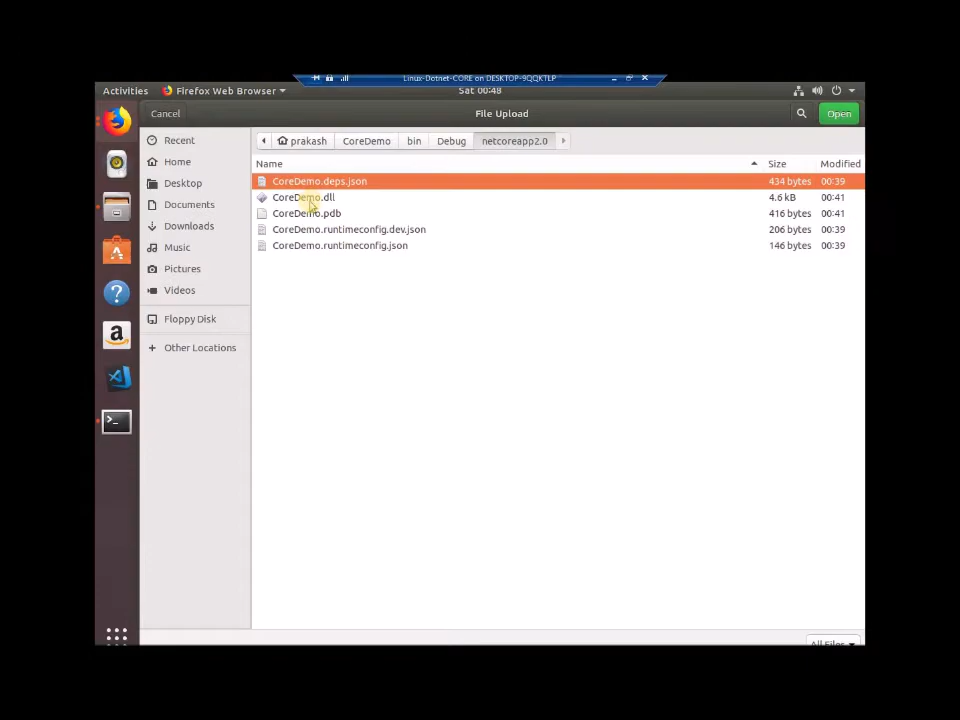 Linux-Dotnet-CORE on DESKTOP-9QQKTLP
Activities Firefox Web Browser Sat 00:48
Cancel File Upload Open
Recent
Home
Desktop
Documents
Downloads
Music
Pictures
Videos
Floppy Disk
+ Other Locations
prakash CoreDemo bin Debug netcoreapp2.0
Name Size Modified
CoreDemo.deps.json 434 bytes 00:39
CoreDemo.dll 4.6 kB 00:41
CoreDemo.pdb 416 bytes 00:41
CoreDemo.runtimeconfig.dev.json 206 bytes 00:39
CoreDemo.runtimeconfig.json 146 bytes 00:39
All Files